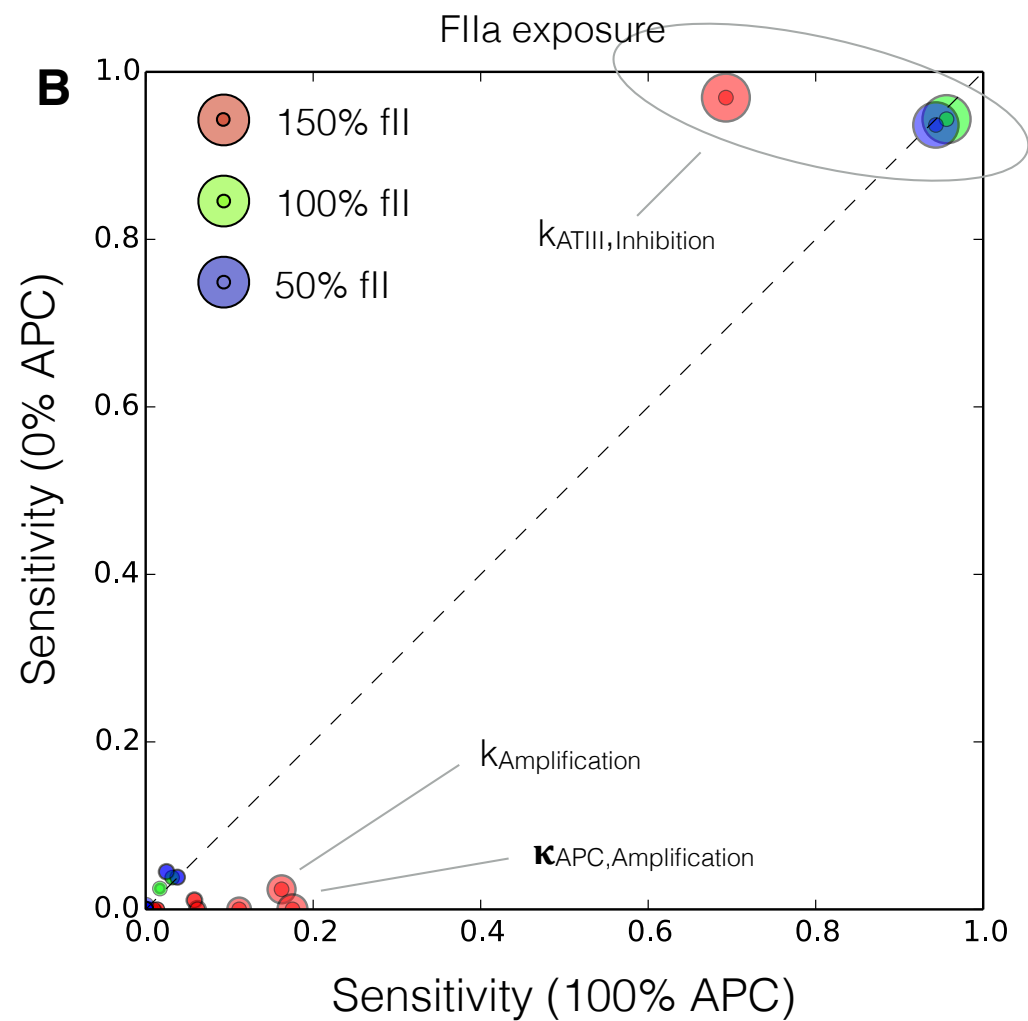 FIIa exposure
B
1.0
150% fII
100% fII
50% fII
kATIII,Inhibition
0.8
0.6
0.4
0.2
0.0
Sensitivity (0% APC)
kAmplification
κAPC,Amplification
0.0 0.2 0.4 0.6 0.8 1.0
Sensitivity (100% APC)